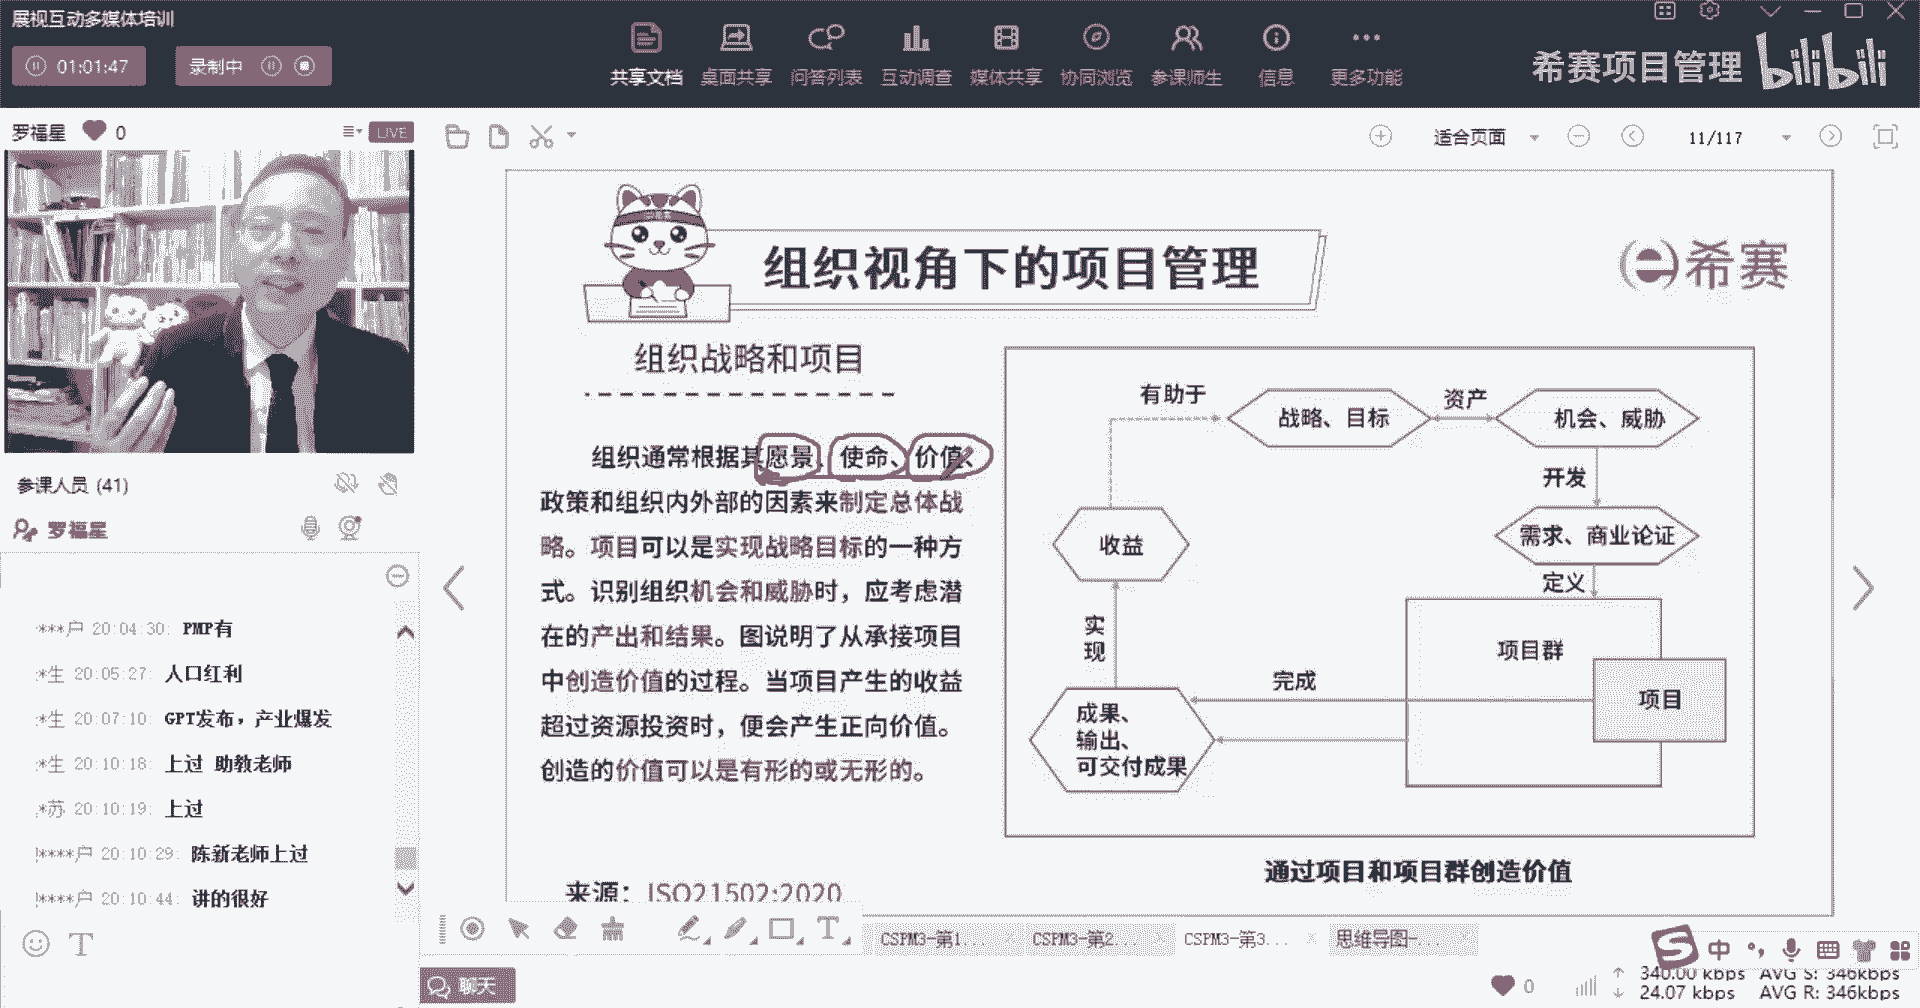 展视互动多媒体培训
01:01:47
录制中
共享文档
桌面共享
问答列表
互动调查
媒体共享
协同浏览
参课师生
信息
更多功能
希赛项目管理 bilibili
罗福星 0 LIVE
适合页面 11/117
组织视角下的项目管理
希赛
组织战略和项目
组织通常根据其愿景、使命、价值、
政策和组织内外部的因素来制定总体战
略。项目可以是实现战略目标的一种方
式。识别组织机会和威胁时，应考虑潜
在的产出和结果。图说明了从承接项目
中创造价值的过程。当项目产生的收益
超过资源投资时，便会产生正向价值。
创造的价值可以是有形的或无形的。
来源：ISO21502:2020
有助于
战略、目标
资产
机会、威胁
开发
需求、商业论证
定义
收益
实现
项目群
项目
完成
成果、
输出、
可交付成果
通过项目和项目群创造价值
参课人员 (41)
罗福星
***户 20:04:30: PMP有
*生 20:05:27: 人口红利
*生 20:07:10: GPT发布，产业爆发
*生 20:10:18: 上过 助教老师
*苏 20:10:19: 上过
****户 20:10:29: 陈新老师上过
****户 20:10:44: 讲的很好
T
T
CSPM3-第1...
CSPM3-第2...
CSPM3-第3...
思维导图-...
聊天
S 中
0
340.00 kbps AVG S: 346kbps
24.07 kbps AVG R: 346kbps